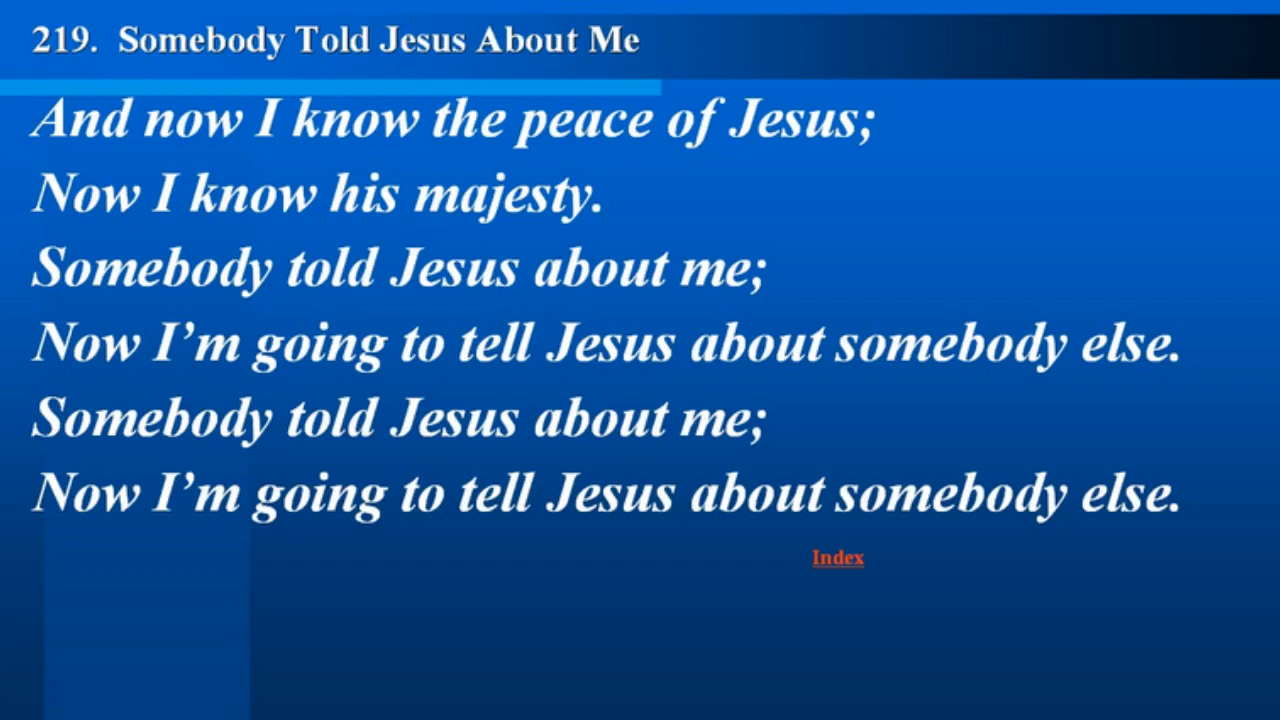 219. Somebody Told Jesus About Me
And now I know the peace of Jesus;
Now I know his majesty.
Somebody told Jesus about me;
Now I’m going to tell Jesus about somebody else.
Somebody told Jesus about me;
Now I’m going to tell Jesus about somebody else.
Index